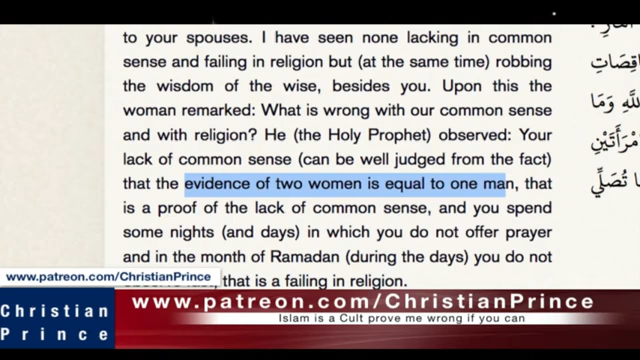 to your spouses. I have seen none lacking in common
sense and failing in religion but (at the same time) robbing
the wisdom of the wise, besides you. Upon this the
woman remarked: What is wrong with our common sense
and with religion? He (the Holy Prophet) observed: Your
lack of common sense (can be well judged from the fact)
that the evidence of two women is equal to one man, that
is a proof of the lack of common sense, and you spend
some nights (and days) in which you do not offer prayer
and in the month of Ramadan (during the days) you do not
that is a failing in religion.
اللَّهِ وَمَا
www.patreon.com/ChristianPrince
www.patreon.com/ChristianPrince
Islam is a Cult prove me wrong if you can
Christian
Prince